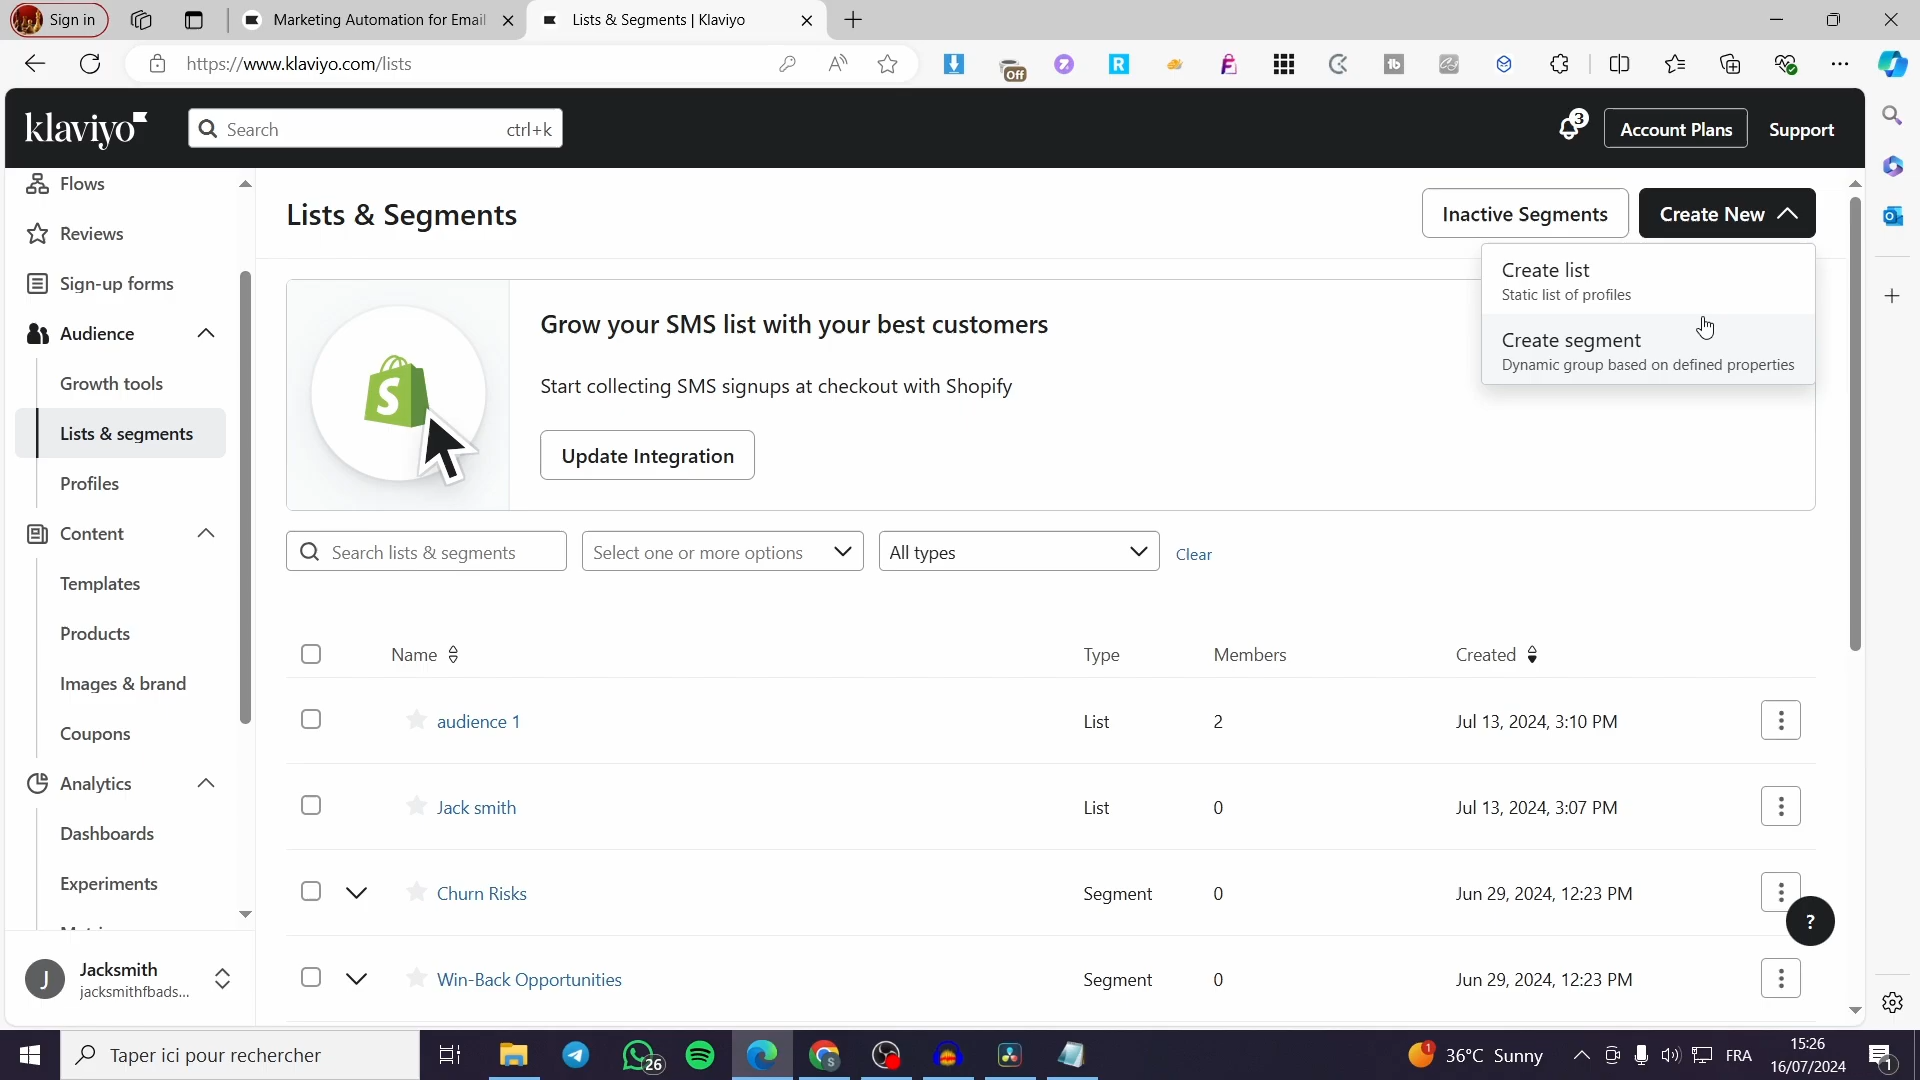 Sign in
Marketing Automation for Email
Lists & Segments | Klaviyo
https://www.klaviyo.com/lists
Off
klaviyo
Search
ctrl+k
3
Account Plans
Support
Flows
Reviews
Sign-up forms
Audience
Growth tools
Lists & segments
Profiles
Content
Templates
Products
Images & brand
Coupons
Analytics
Dashboards
Experiments
J
Jacksmith
jacksmithfbads...
Lists & Segments
Inactive Segments
Create New
Create list
Static list of profiles
Create segment
Dynamic group based on defined properties
Grow your SMS list with your best customers
Start collecting SMS signups at checkout with Shopify
Update Integration
Search lists & segments
Select one or more options
All types
Clear
Name Type Members Created
audience 1 List 2 Jul 13, 2024, 3:10 PM
Jack smith List 0 Jul 13, 2024, 3:07 PM
Churn Risks Segment 0 Jun 29, 2024, 12:23 PM
Win-Back Opportunities Segment 0 Jun 29, 2024, 12:23 PM
?
Taper ici pour rechercher
26
1
36°C Sunny
FRA
15:26
16/07/2024
1